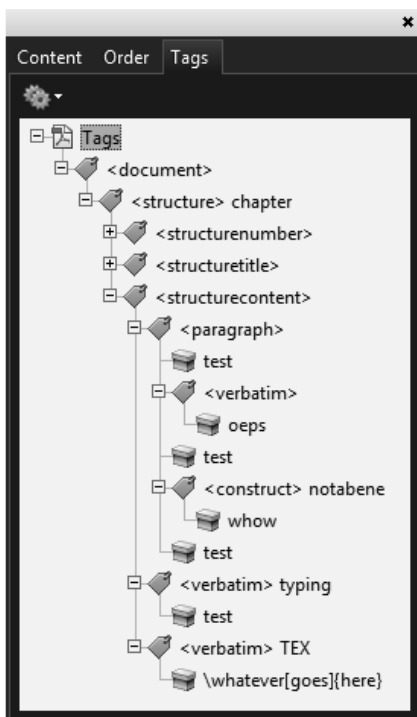 Content Order Tags
Tags
<document>
<structure> chapter
<structurenumber>
<structuretitle>
<structurecontent>
<paragraph>
test
<verbatim>
oeps
test
<construct> notabene
whow
test
<verbatim> typing
test
<verbatim> TEX
\whatever[goes]{here}